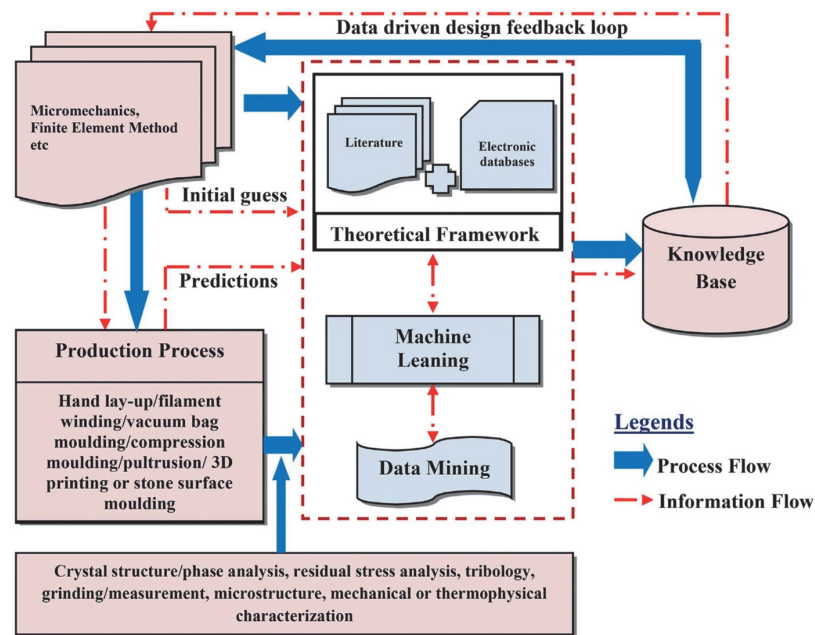 Data driven design feedback loop
Micromechanics,
Finite Element Method
etc
Literature
Electronic
databases
Initial guess
Theoretical Framework
Predictions
Knowledge
Base
Production Process
Hand lay-up/filament
winding/vacuum bag
moulding/compression
moulding/pultrusion/ 3D
printing or stone surface
moulding
Machine
Leaning
Data Mining
Legends
Process Flow
Information Flow
Crystal structure/phase analysis, residual stress analysis, tribology,
grinding/measurement, microstructure, mechanical or thermophysical
characterization